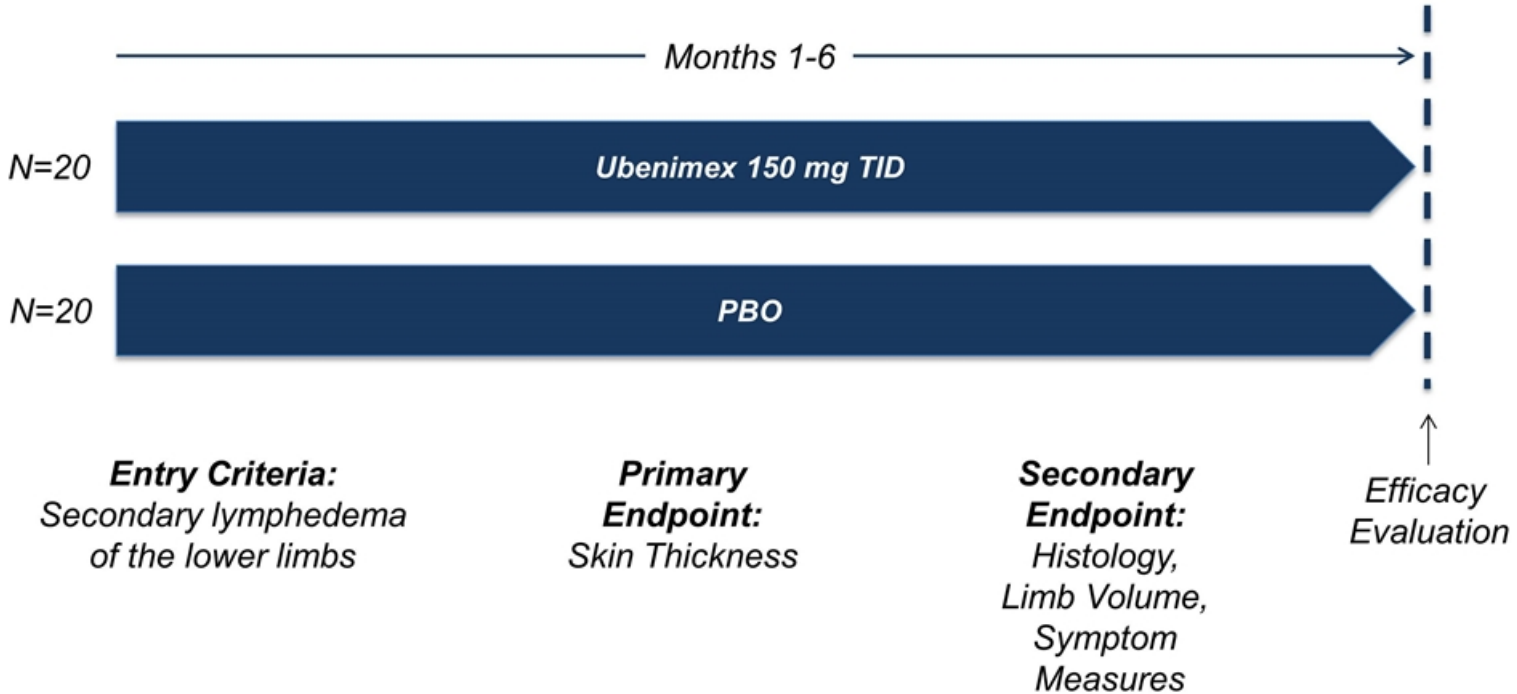 Months 1-6
N=20
Ubenimex 150 mg TID
N=20
PBO
Entry Criteria:
Secondary lymphedema
of the lower limbs
Primary
Endpoint:
Skin Thickness
Secondary
Endpoint:
Histology,
Limb Volume,
Symptom
Measures
Efficacy
Evaluation